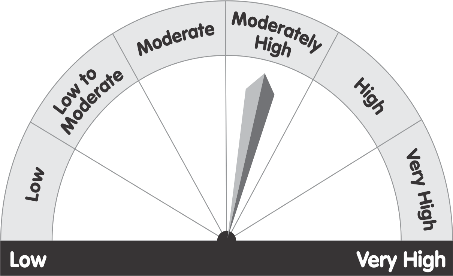 Low
Low to
Moderate
Moderate
Moderately
High
High
Very High
Low
Very High